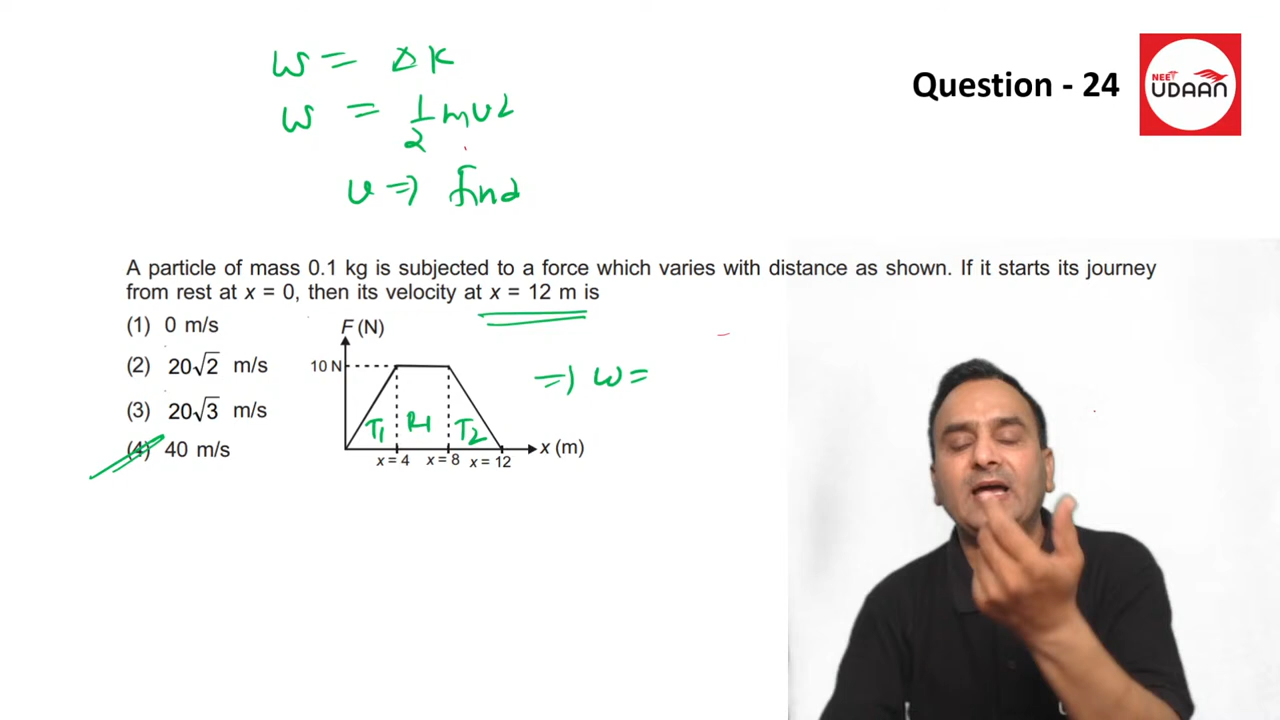 W = ΔK
W = 1/2 mv2
v ⇒ find
Question - 24
NEET
UDAAN
A particle of mass 0.1 kg is subjected to a force which varies with distance as shown. If it starts its journey
from rest at x = 0, then its velocity at x = 12 m is
(1) 0 m/s
(2) 20√2 m/s
(3) 20√3 m/s
(4) 40 m/s
F (N)
10 N
T1 R1 T2
x = 4 x = 8 x = 12
x (m)
⇒ W =